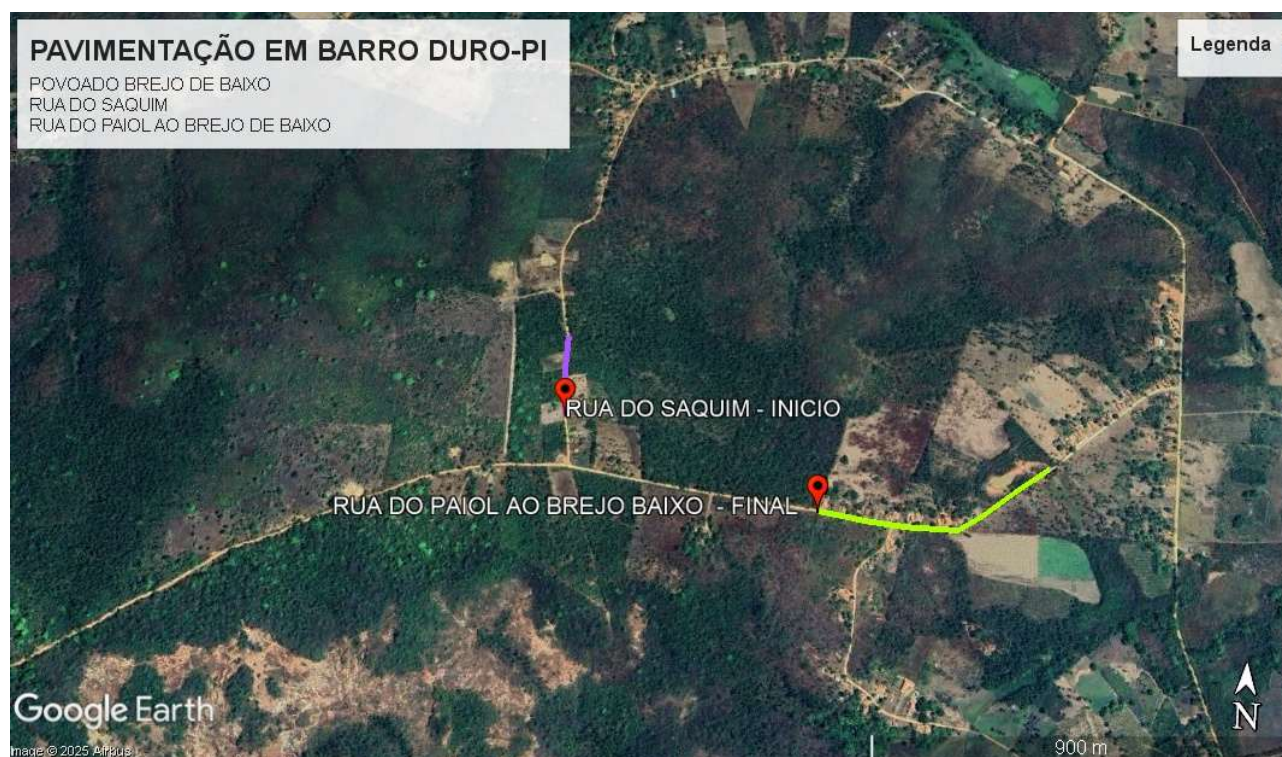 PAVIMENTAÇÃO EM BARRO DURO-PI
POVOADO BREJO DE BAIXO
RUA DO SAQUIM
RUA DO PAIOL AO BREJO DE BAIXO
Legenda
RUA DO SAQUIM - INICIO
RUA DO PAIOL AO BREJO BAIXO - FINAL
Google Earth
Image © 2025 Airbus
900 m
N